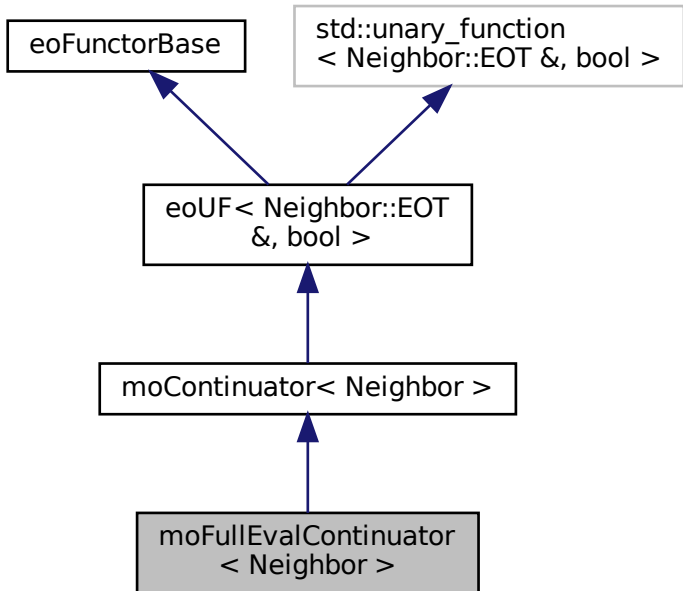 eoFunctorBase
std::unary_function
< Neighbor::EOT &, bool >
eoUF< Neighbor::EOT
&, bool >
moContinuator< Neighbor >
moFullEvalContinuator
< Neighbor >